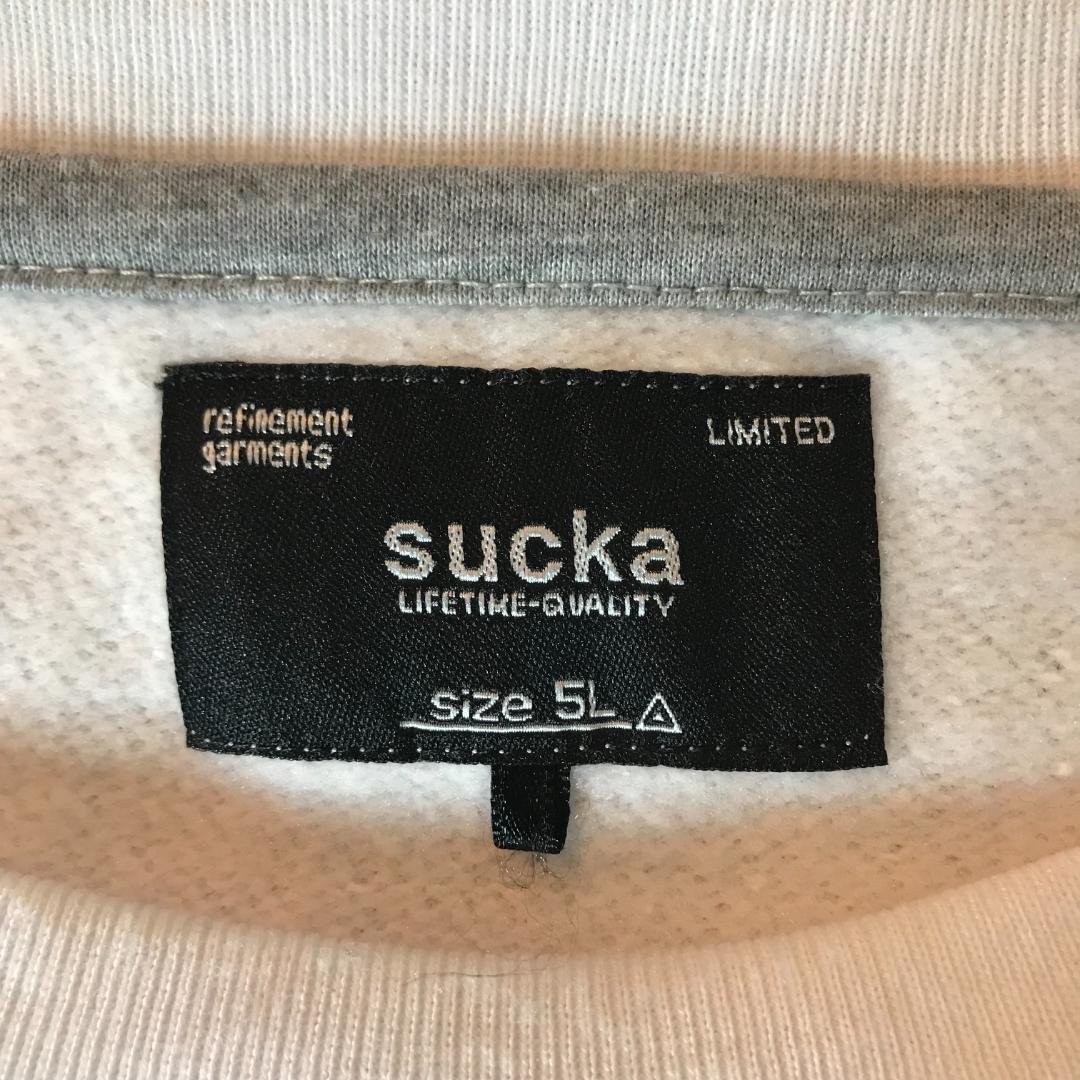 refinement
garments
LIMITED
sucka
LIFETIME-QUALITY
size 5L